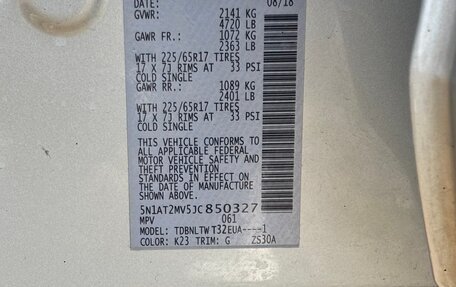 DATE: 08/18
GVWR: 2141 KG
4720 LB
GAWR FR.: 1072 KG
2363 LB
WITH 225/65R17 TIRES
17 X 7J RIMS AT 33 PSI
COLD SINGLE
GAWR RR.: 1089 KG
2401 LB
WITH 225/65R17 TIRES
17 X 7J RIMS AT 33 PSI
COLD SINGLE
THIS VEHICLE CONFORMS TO
ALL APPLICABLE FEDERAL
MOTOR VEHICLE SAFETY AND
THEFT PREVENTION
STANDARDS IN EFFECT ON
THE DATE OF MANUFACTURE
SHOWN ABOVE.
5N1AT2MV5JC850327
MPV 061
MODEL: TDBNLTW T32EUA----1
COLOR: K23 TRIM: G ZS30A